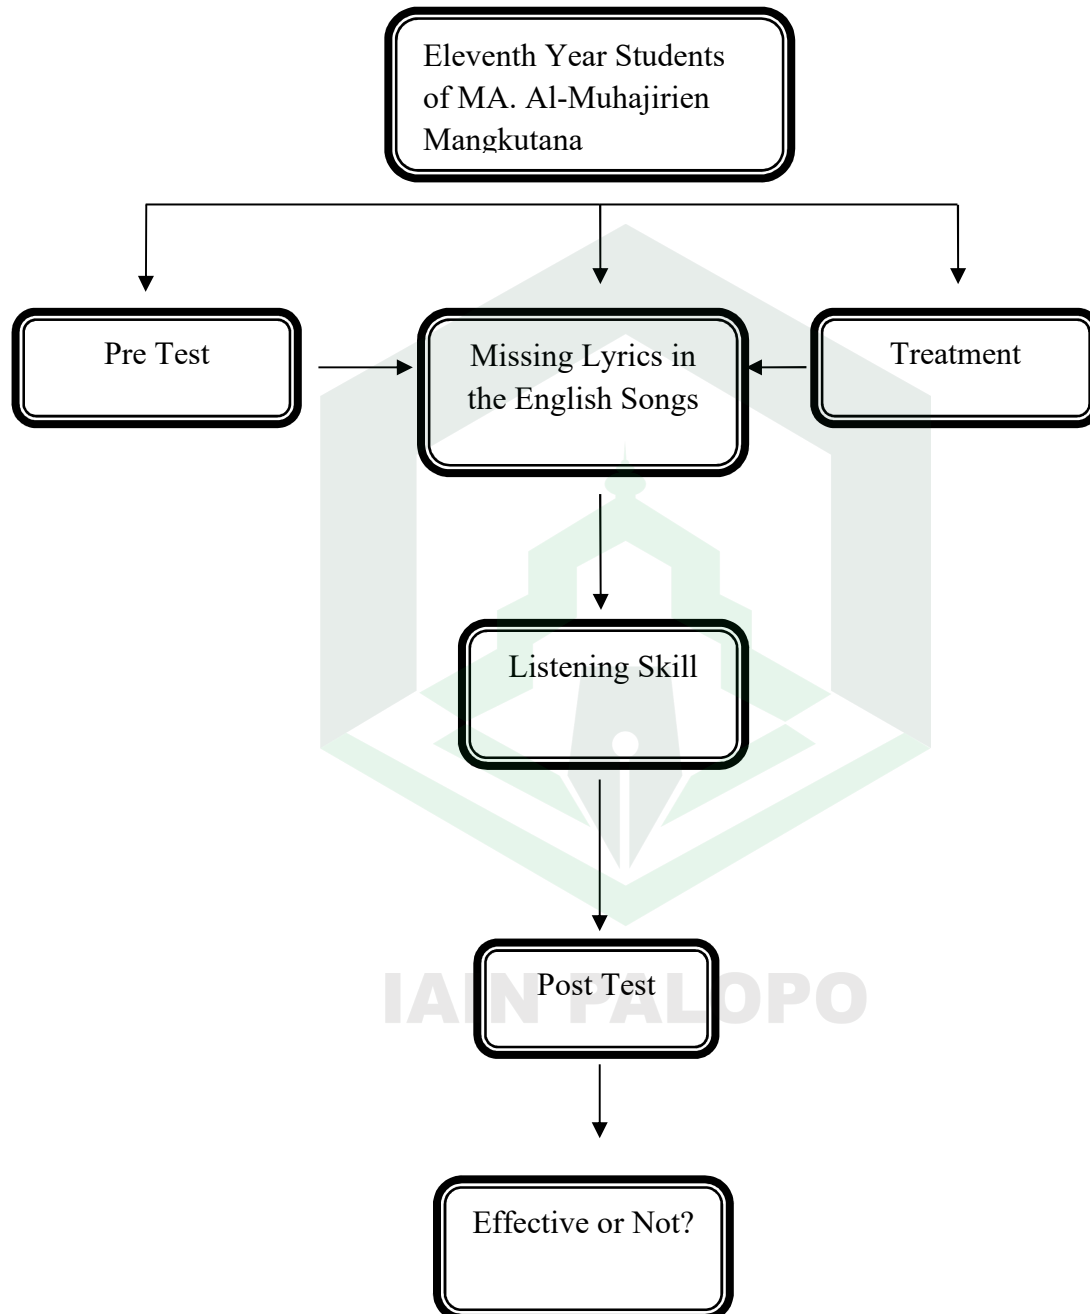 Eleventh Year Students
of MA. Al-Muhajirien
Mangkutana
Pre Test
Missing Lyrics in
the English Songs
Treatment
Listening Skill
Post Test
IAIN PALOPO
Effective or Not?